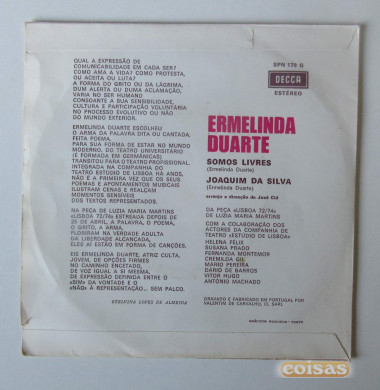 QUAL A EXPRESSÃO DE
COMUNICABILIDADE EM CADA SER?
COMO AMA A VIDA? COMO PROTESTA,
OU ACEITA OU LUTA?
A FORMA DO GRITO OU DA LÁGRIMA,
DUM ALERTA OU DUMA ACLAMAÇÃO,
VARIA NO SER HUMANO
CONSOANTE A SUA SENSIBILIDADE,
CULTURA E PARTICIPAÇÃO VOLUNTÁRIA
NO PROCESSO EVOLUTIVO OU NÃO
DO MUNDO EXTERIOR.
ERMELINDA DUARTE ESCOLHEU
O ARMA DA PALAVRA DITA OU CANTADA,
FEITA POEMA.
PARA SUA FORMA DE ESTAR NO MUNDO
MODERNO. DO TEATRO UNIVERSITÁRIO
(É FORMADA EM GERMÂNICAS)
TRANSITOU PARA O TEATRO PROFISSIONAL.
INTEGRADA NA COMPANHIA DO
TEATRO ESTÚDIO DE LISBOA HÁ ANOS,
NÃO É A PRIMEIRA VEZ QUE OS SEUS
POEMAS E APONTAMENTOS MUSICAIS
ILUSTRAM CENAS E REALÇAM
MOMENTOS SENSÍVEIS
DOS TEXTOS REPRESENTADOS.
DA PEÇA DE LUZIA MARIA MARTINS
«LISBOA 72/74» ESTREADA DEPOIS DE
25 DE ABRIL, A PALAVRA, O POEMA,
O GRITO, A ARMA,
FLORIRAM NA VERDADE ADULTA
DA LIBERDADE ALCANÇADA.
ELES AÍ ESTÃO EM FORMA DE CANÇÕES.
EIS ERMELINDA DUARTE, ATRIZ CULTA,
JOVEM, DE OPÇÕES FIRMES
NO CAMINHO ENCETADO,
DE VOZ IGUAL A SI MESMA,
DE EXPRESSÃO DEFINIDA ENTRE O
«SIM» DA VONTADE E O
«NÃO» À REPRESENTAÇÃO... SEM PALCO.
LOPES DE ALMEIDA
SPN 179 G
DECCA
ESTÉREO
ERMELINDA
DUARTE
SOMOS LIVRES
(Ermelinda Duarte)
JOAQUIM DA SILVA
(Ermelinda Duarte)
arranjo e direcção de José Cid
DA PEÇA «LISBOA 72/74»
DE LUZIA MARIA MARTINS
COM A COLABORAÇÃO DOS
ACTORES DA COMPANHIA DE
TEATRO «ESTÚDIO DE LISBOA»
HELENA FÉLIX
SUSANA PRADO
FERNANDA MONTEMOR
CREMILDA GIL
MÁRIO PEREIRA
DARIO DE BARROS
VITOR HUGO
ANTÓNIO MACHADO
GRAVADO E FABRICADO EM PORTUGAL POR
VALENTIM DE CARVALHO, CI. SARL
coisas